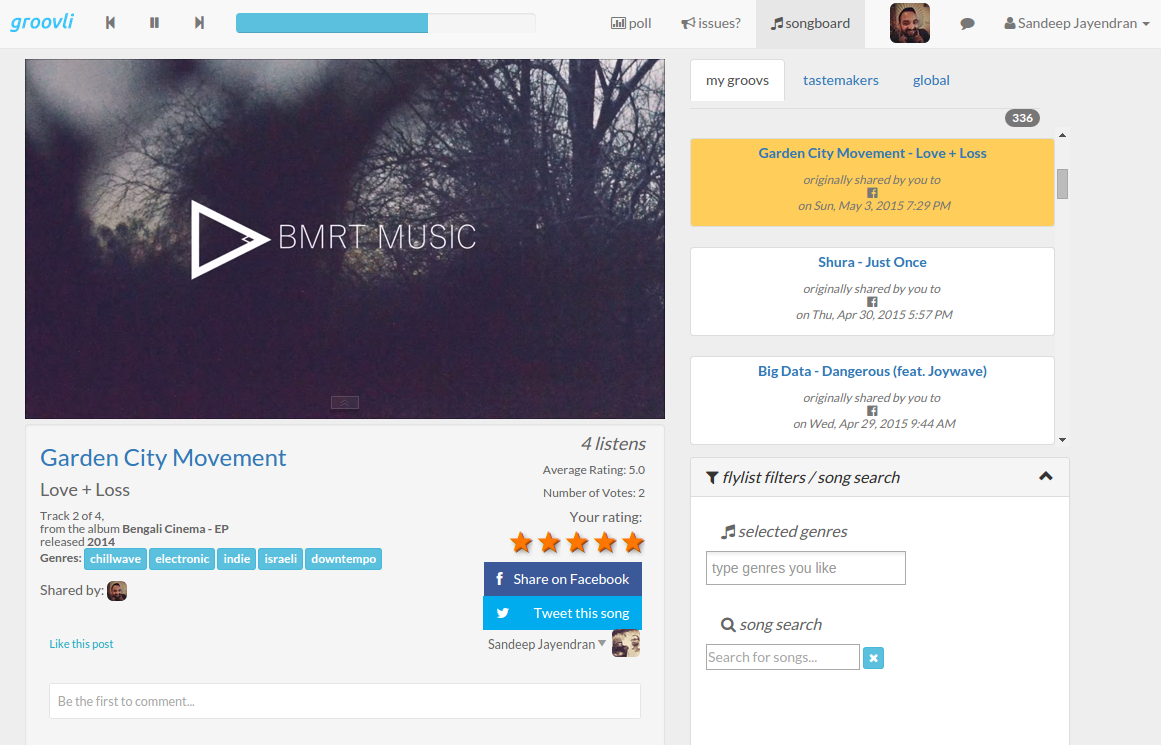 groovli
poll
issues?
songboard
Sandeep Jayendran
BMRT MUSIC
Garden City Movement
Love + Loss
Track 2 of 4,
from the album Bengali Cinema - EP
released 2014
Genres: chillwave electronic indie israeli downtempo
Shared by:
4 listens
Average Rating: 5.0
Number of Votes: 2
Your rating:
f Share on Facebook
Tweet this song
Like this post
Sandeep Jayendran
Be the first to comment...
my groovs
tastemakers
global
336
Garden City Movement - Love + Loss
originally shared by you to
on Sun, May 3, 2015 7:29 PM
Shura - Just Once
originally shared by you to
on Thu, Apr 30, 2015 5:57 PM
Big Data - Dangerous (feat. Joywave)
originally shared by you to
on Wed, Apr 29, 2015 9:44 AM
flylist filters / song search
selected genres
type genres you like
song search
Search for songs...